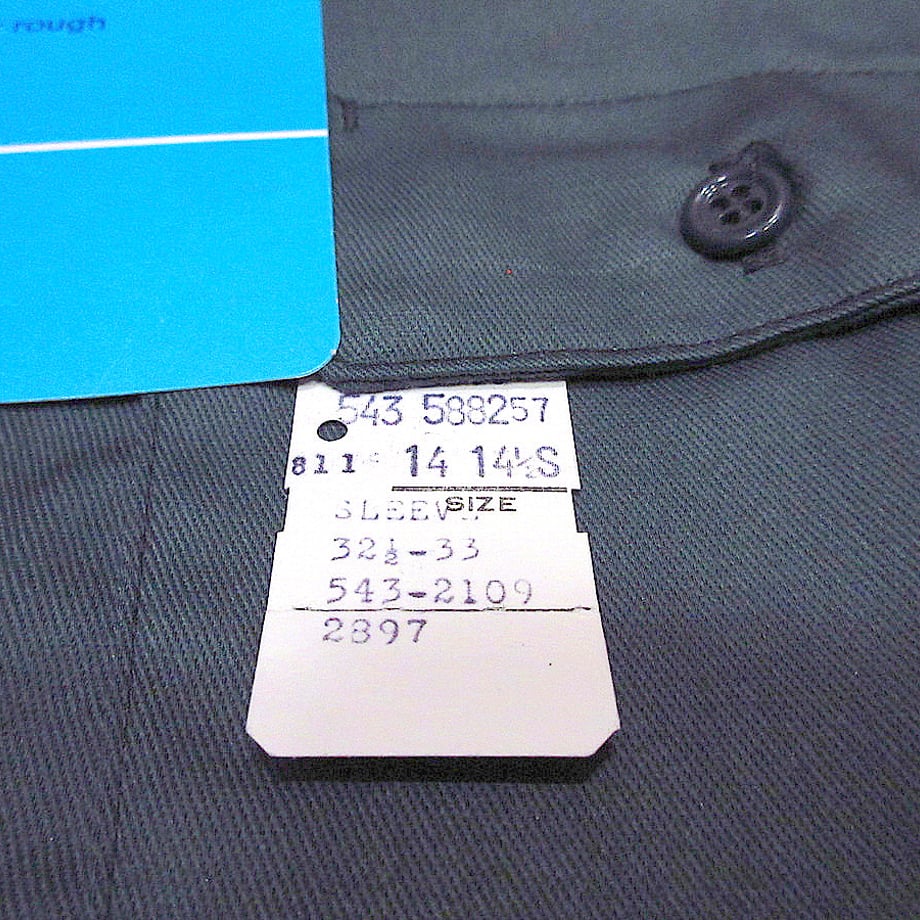 rough
543 588257
811 14 14½S
SIZE
SLEEVE
32½-33
543-2109
2897